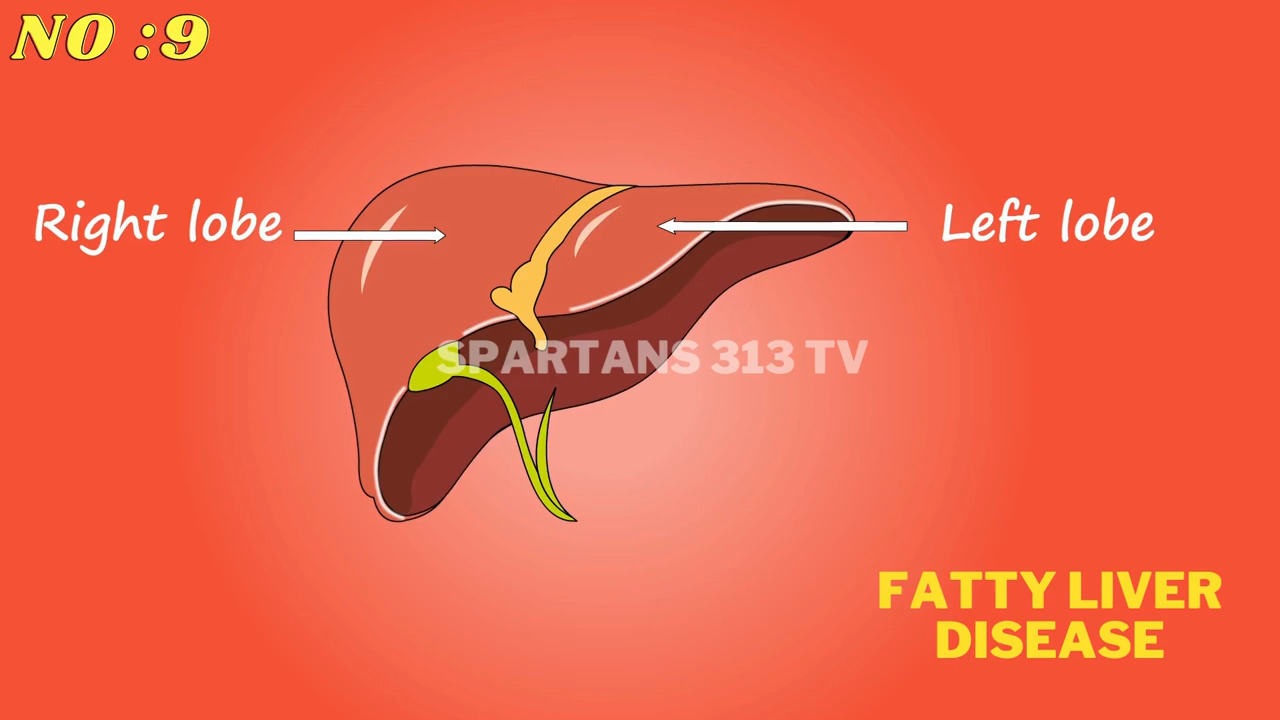 NO :9
Right lobe
Left lobe
SPARTANS 313 TV
FATTY LIVER
DISEASE